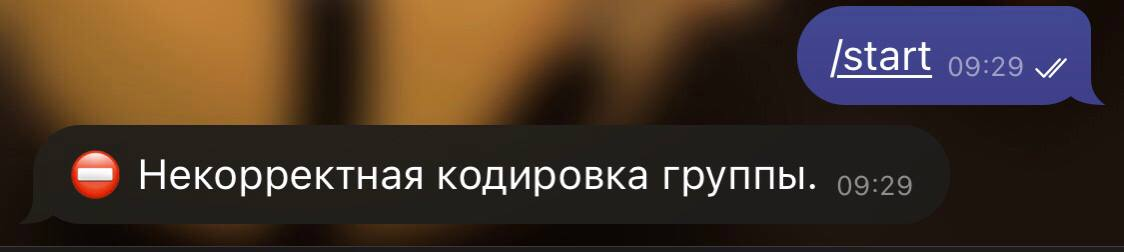 /start 09:29
⛔ Некорректная кодировка группы. 09:29